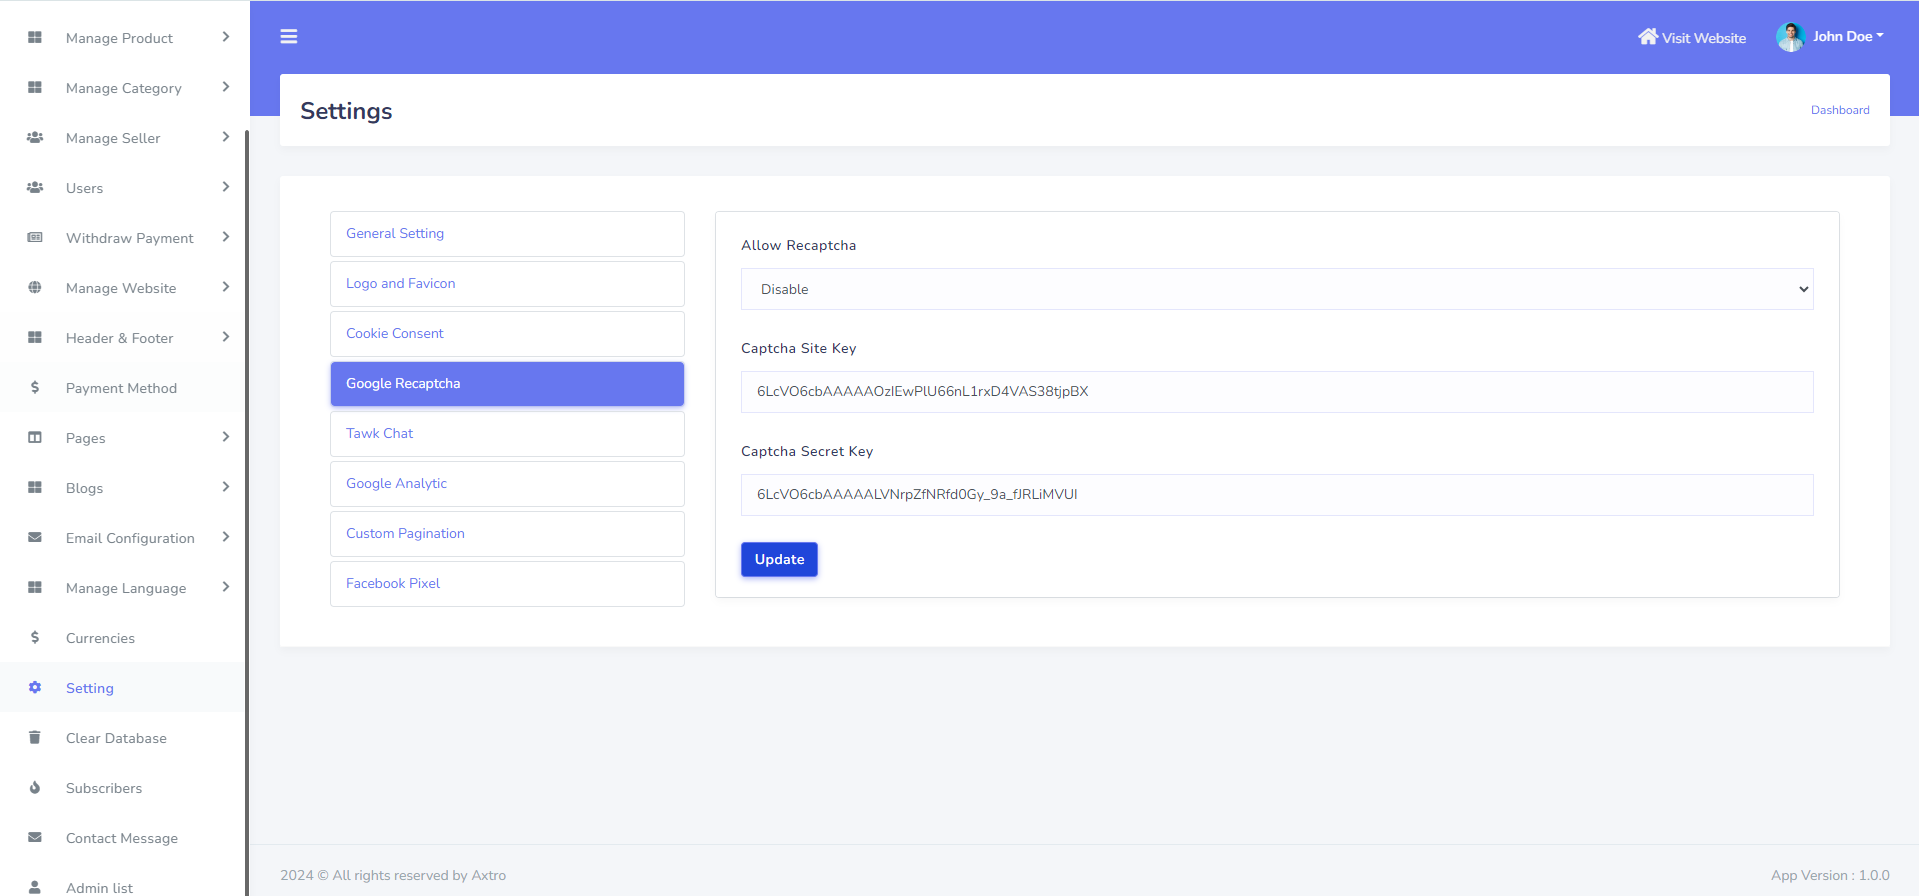 Manage Product
Manage Category
Manage Seller
Users
Withdraw Payment
Manage Website
Header & Footer
Payment Method
Pages
Blogs
Email Configuration
Manage Language
Currencies
Setting
Clear Database
Subscribers
Contact Message
Admin list
Visit Website
John Doe
Settings
Dashboard
General Setting
Logo and Favicon
Cookie Consent
Google Recaptcha
Tawk Chat
Google Analytic
Custom Pagination
Facebook Pixel
Allow Recaptcha
Disable
Captcha Site Key
6LcVO6cbAAAAAOzIEwPlU66nL1rxD4VAS38tjpBX
Captcha Secret Key
6LcVO6cbAAAAALVNrpZfNRfd0Gy_9a_fJRLiMVUI
Update
2024 © All rights reserved by Axtro
App Version : 1.0.0